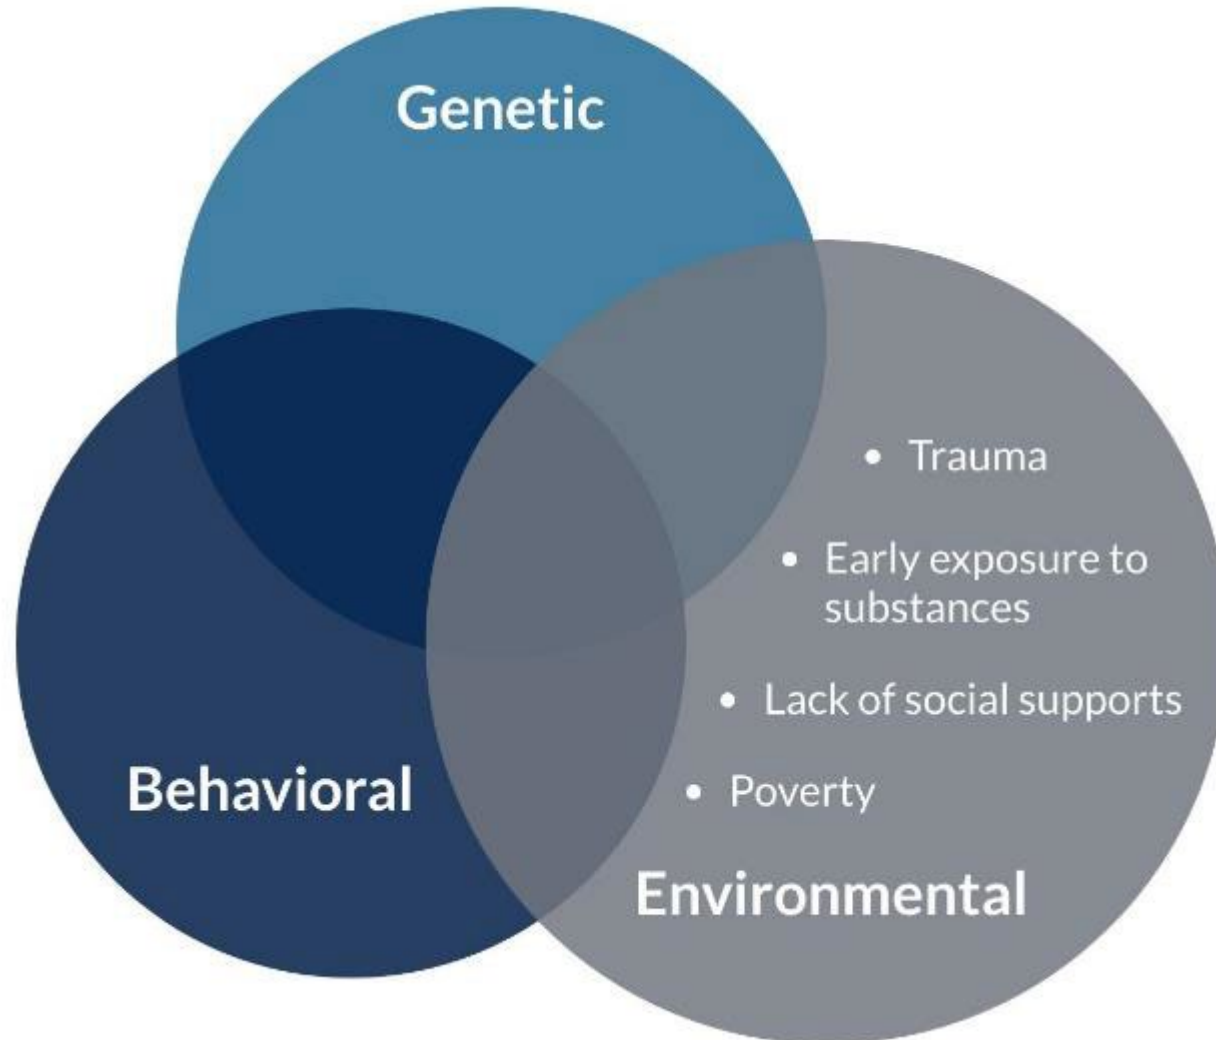 Genetic
• Trauma
• Early exposure to
substances
• Lack of social supports
• Poverty
Behavioral
Environmental